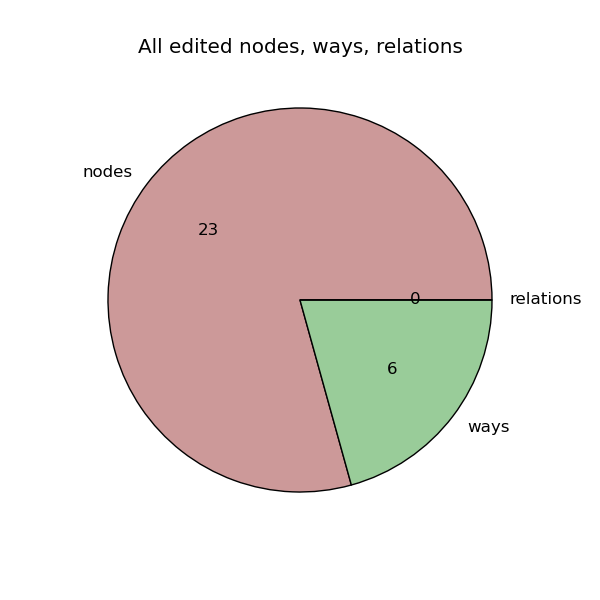 All edited nodes, ways, relations
nodes
23
0
relations
6
ways